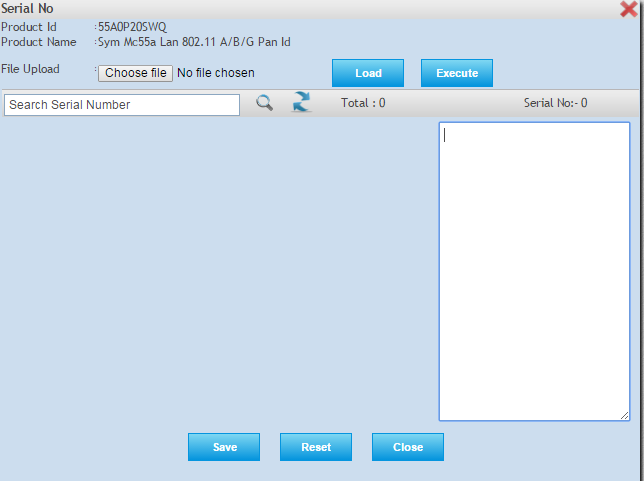 Serial No
Product Id :55A0P20SWQ
Product Name :Sym Mc55a Lan 802.11 A/B/G Pan Id
File Upload : Choose file No file chosen Load Execute
Search Serial Number Total : 0 Serial No:- 0
Save Reset Close